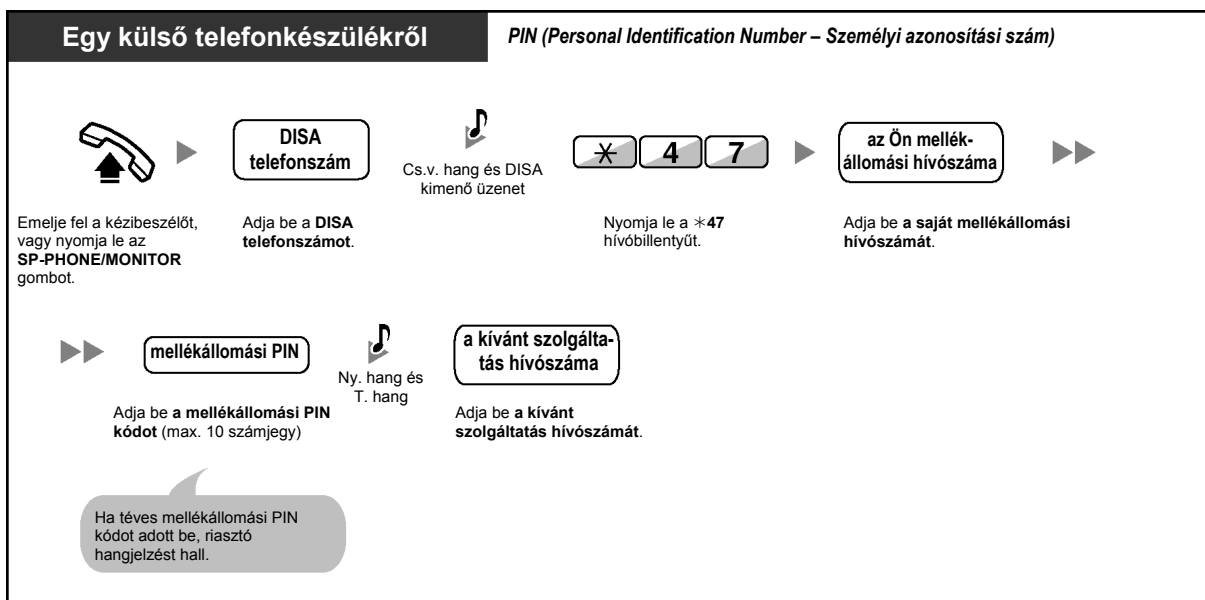 Egy külső telefonkészülékről
PIN (Personal Identification Number – Személyi azonosítási szám)
DISA
telefonszám
Cs.v. hang és DISA
kimenő üzenet
✳ 4 7
az Ön mellék-
állomási hívószáma
Emelje fel a kézibeszélőt,
vagy nyomja le az
SP-PHONE/MONITOR
gombot.
Adja be a DISA
telefonszámot.
Nyomja le a ✳47
hívóbillentyűt.
Adja be a saját mellékállomási
hívószámát.
mellékállomási PIN
Ny. hang és
T. hang
a kívánt szolgálta-
tás hívószáma
Adja be a mellékállomási PIN
kódot (max. 10 számjegy)
Adja be a kívánt
szolgáltatás hívószámát.
Ha téves mellékállomási PIN
kódot adott be, riasztó
hangjelzést hall.